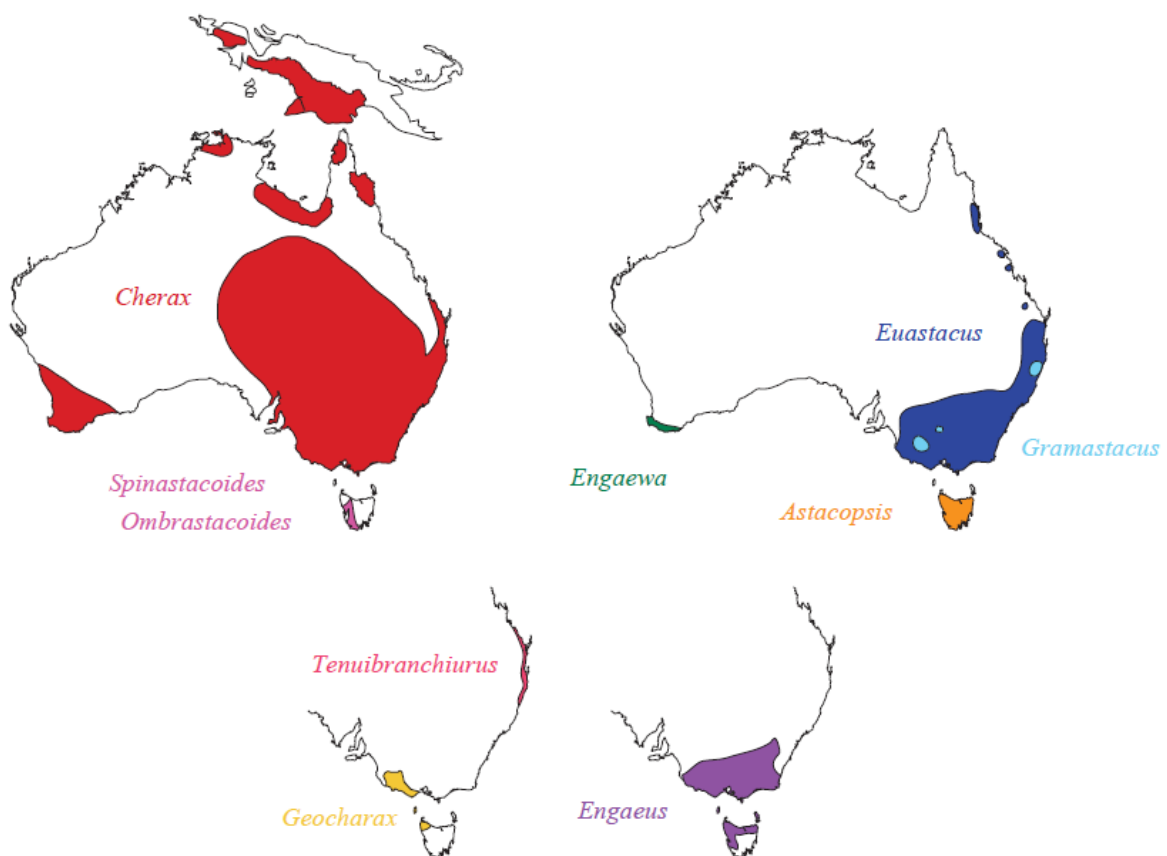 Cherax
Euastacus
Gramastacus
Engaewa
Spinastacoides
Ombrastacoides
Astacopsis
Tenuibranchiurus
Geocharax
Engaeus